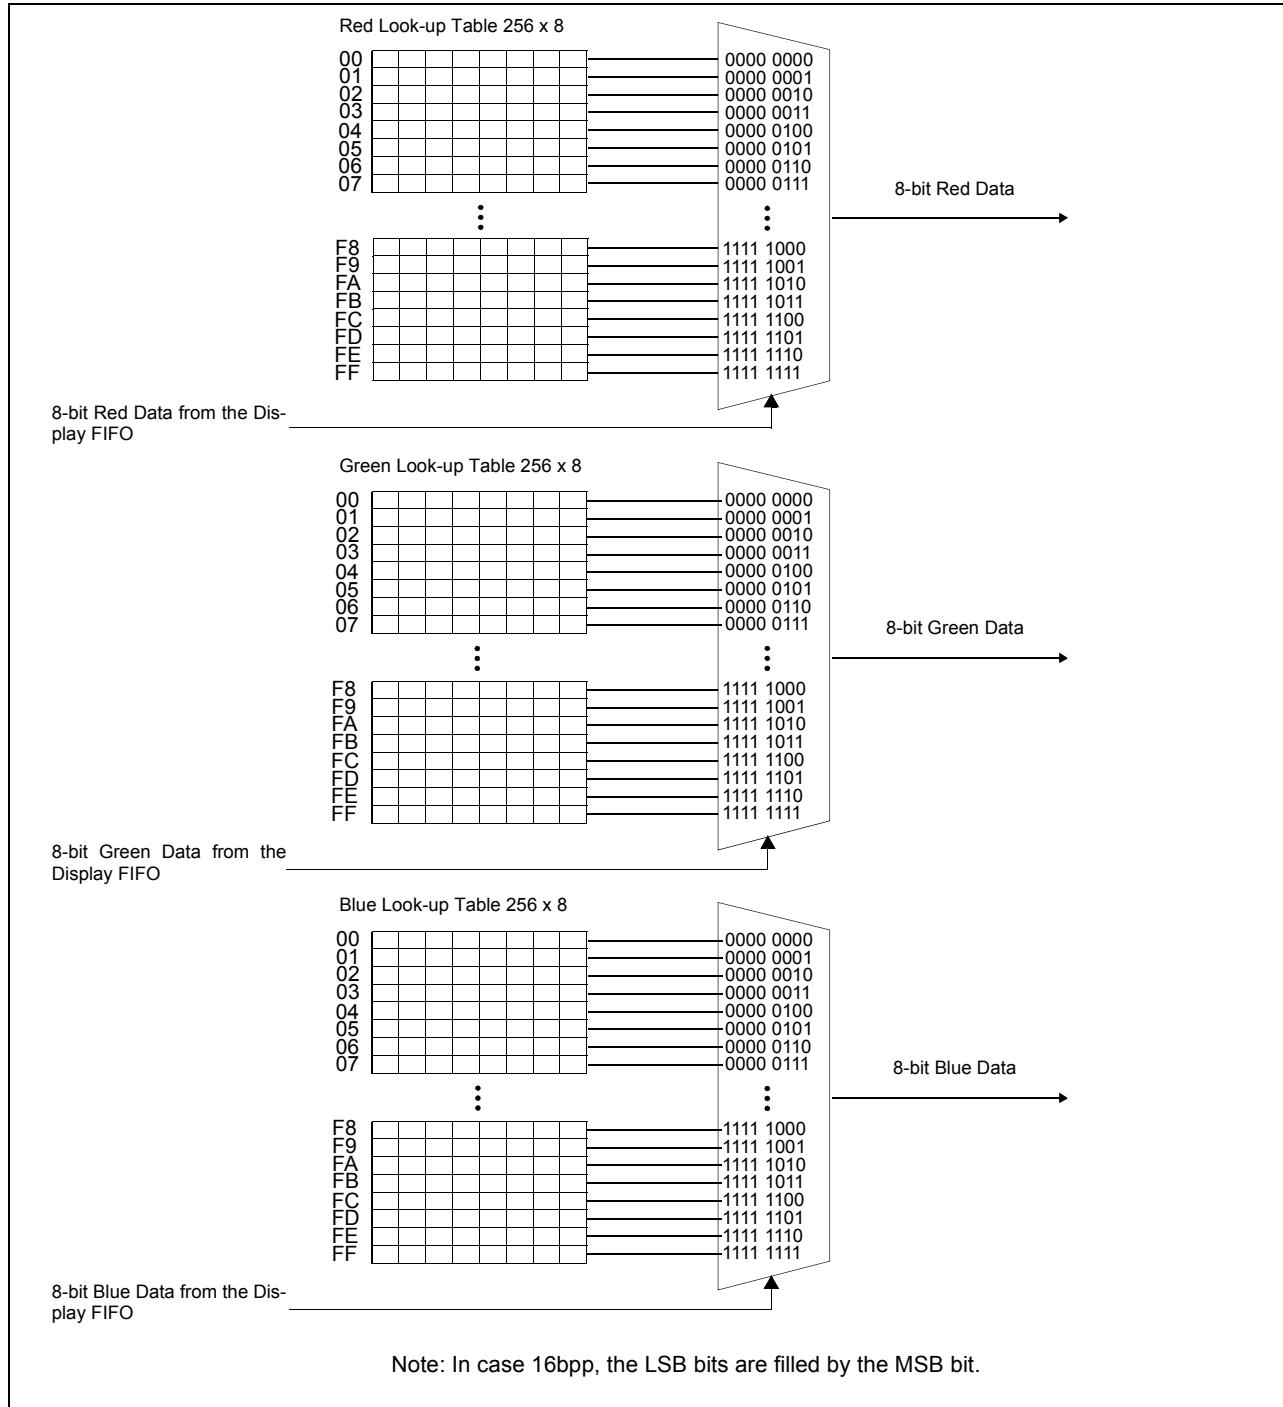 Red Look-up Table 256 x 8
00 0000 0000
01 0000 0001
02 0000 0010
03 0000 0011
04 0000 0100
05 0000 0101
06 0000 0110
07 0000 0111
8-bit Red Data
F8 1111 1000
F9 1111 1001
FA 1111 1010
FB 1111 1011
FC 1111 1100
FD 1111 1101
FE 1111 1110
FF 1111 1111
8-bit Red Data from the Dis-
play FIFO
Green Look-up Table 256 x 8
00 0000 0000
01 0000 0001
02 0000 0010
03 0000 0011
04 0000 0100
05 0000 0101
06 0000 0110
07 0000 0111
8-bit Green Data
F8 1111 1000
F9 1111 1001
FA 1111 1010
FB 1111 1011
FC 1111 1100
FD 1111 1101
FE 1111 1110
FF 1111 1111
8-bit Green Data from the
Display FIFO
Blue Look-up Table 256 x 8
00 0000 0000
01 0000 0001
02 0000 0010
03 0000 0011
04 0000 0100
05 0000 0101
06 0000 0110
07 0000 0111
8-bit Blue Data
F8 1111 1000
F9 1111 1001
FA 1111 1010
FB 1111 1011
FC 1111 1100
FD 1111 1101
FE 1111 1110
FF 1111 1111
8-bit Blue Data from the Dis-
play FIFO
Note: In case 16bpp, the LSB bits are filled by the MSB bit.